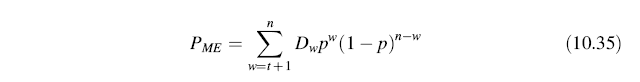 P_{ME} = \sum_{w=t+1}^{n} D_w p^w (1 − p)^{n−w} (10.35)